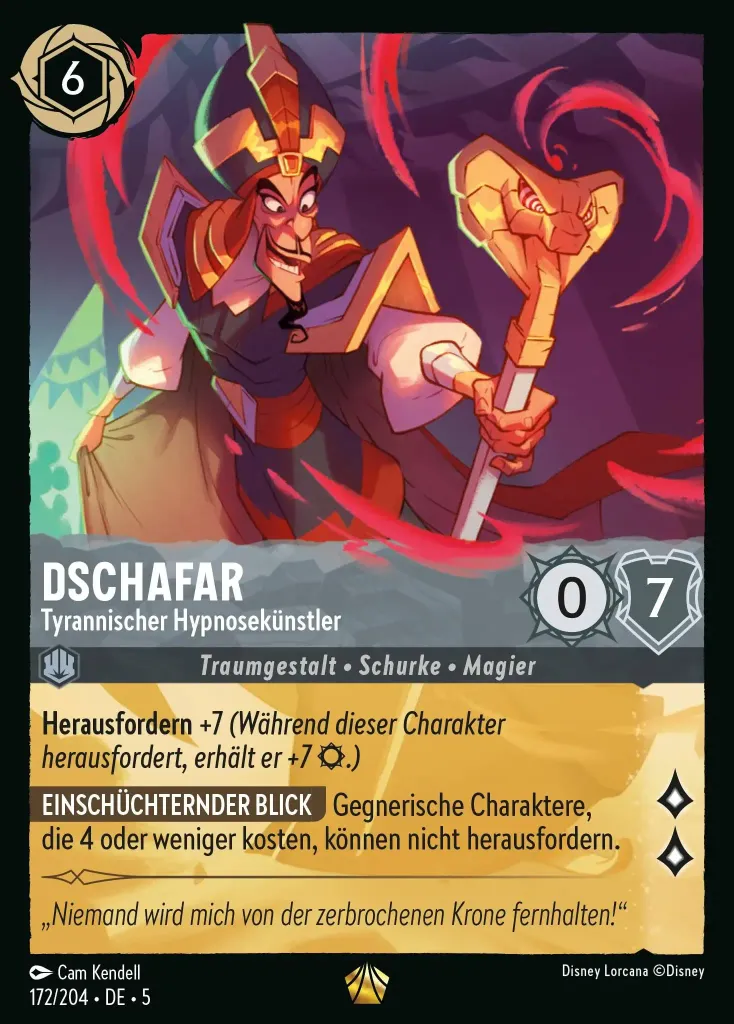 6
DSCHAFAR
Tyrannischer Hypnosekünstler
0
7
Traumgestalt • Schurke • Magier
Herausfordern +7 (Während dieser Charakter
herausfordert, erhält er +7 .)
EINSCHÜCHTERNDER BLICK Gegnerische Charaktere,
die 4 oder weniger kosten, können nicht herausfordern.
„Niemand wird mich von der zerbrochenen Krone fernhalten!“
Cam Kendell
Disney Lorcana ©Disney
172/204 • DE • 5